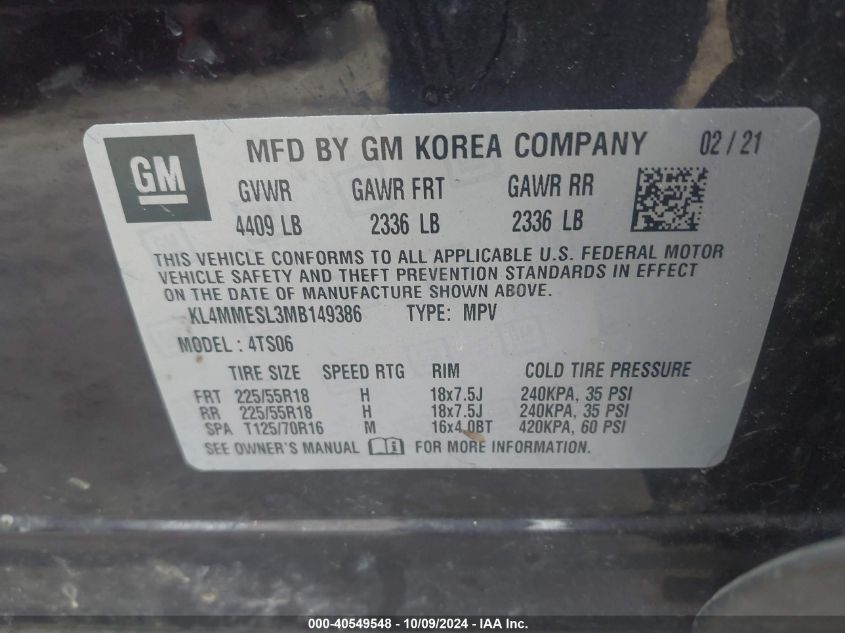 GM
MFD BY GM KOREA COMPANY 02/21
GVWR GAWR FRT GAWR RR
4409 LB 2336 LB 2336 LB
THIS VEHICLE CONFORMS TO ALL APPLICABLE U.S. FEDERAL MOTOR
VEHICLE SAFETY AND THEFT PREVENTION STANDARDS IN EFFECT
ON THE DATE OF MANUFACTURE SHOWN ABOVE.
KL4MMESL3MB149386 TYPE: MPV
MODEL : 4TS06
TIRE SIZE SPEED RTG RIM COLD TIRE PRESSURE
FRT 225/55R18 H 18x7.5J 240KPA, 35 PSI
RR 225/55R18 H 18x7.5J 240KPA, 35 PSI
SPA T125/70R16 M 16x4.0BT 420KPA, 60 PSI
SEE OWNER'S MANUAL FOR MORE INFORMATION.
000-40549548 - 10/09/2024 - IAA Inc.